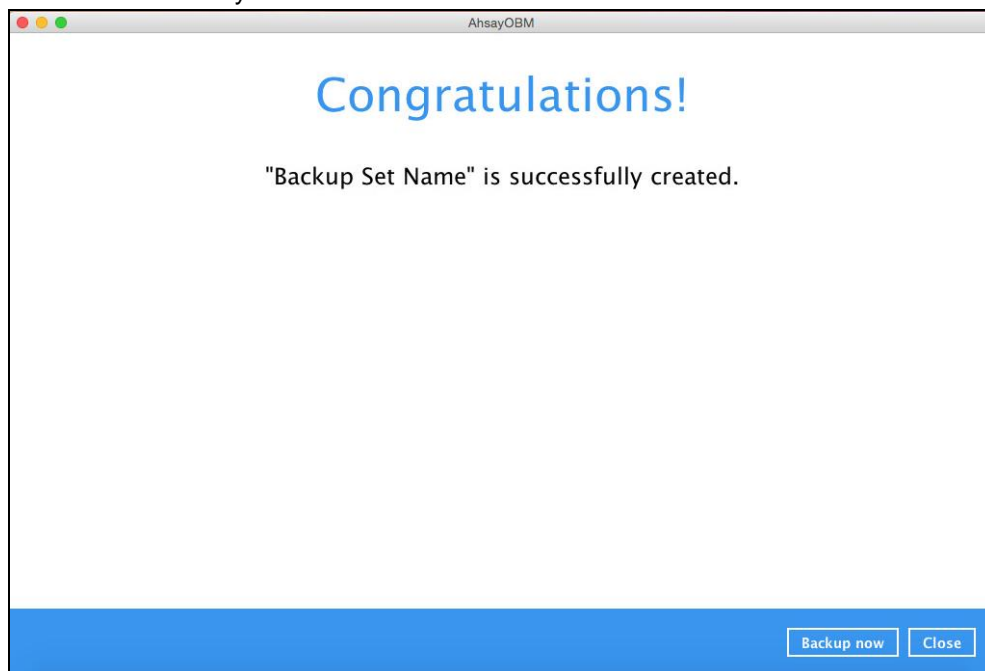 AhsayOBM
Congratulations!
"Backup Set Name" is successfully created.
Backup now Close